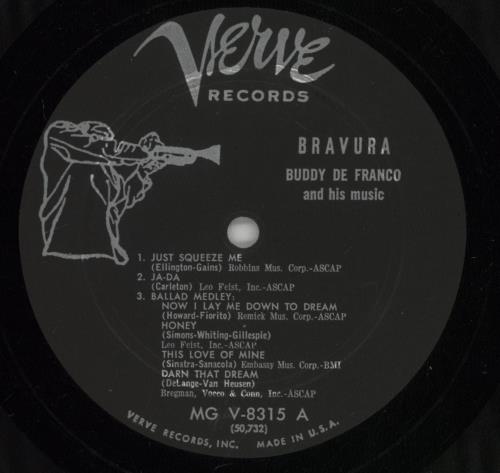 Verve
RECORDS
BRAVURA
BUDDY DE FRANCO
and his music
1. JUST SQUEEZE ME
(Ellington-Gains) Robbins Mus. Corp.-ASCAP
2. JA-DA
(Carleton) Leo Feist, Inc.-ASCAP
3. BALLAD MEDLEY:
NOW I LAY ME DOWN TO DREAM
(Howard-Fiorito) Remick Mus. Corp.-ASCAP
HONEY
(Simons-Whiting-Gillespie)
Leo Feist, Inc.-ASCAP
THIS LOVE OF MINE
(Sinatra-Sanacola) Embassy Mus. Corp.-BMI
DARN THAT DREAM
(DeLange-Van Heusen)
Bregman, Vocco & Conn, Inc.-ASCAP
MG V-8315 A
(50,732)
VERVE RECORDS, INC. MADE IN U.S.A.